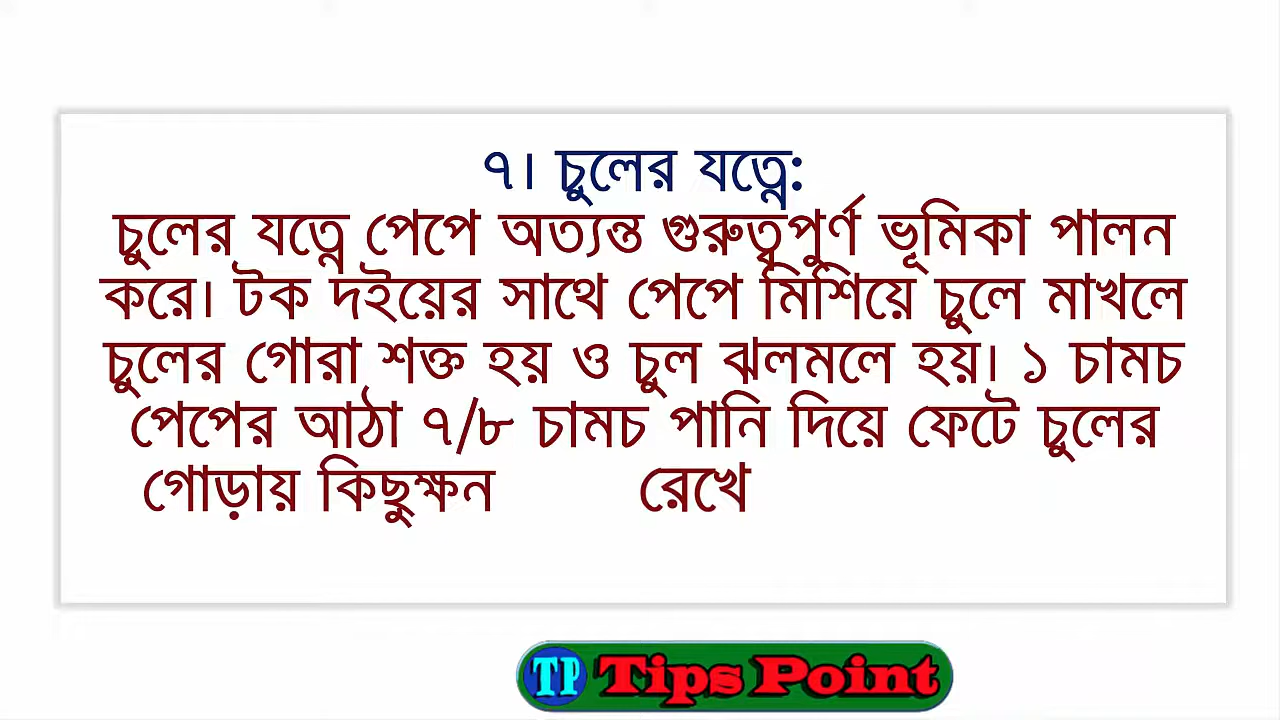 ৭। চুলের যত্নে:
চুলের যত্নে পেপে অত্যন্ত গুরুত্বপুর্ণ ভূমিকা পালন
করে। টক দইয়ের সাথে পেপে মিশিয়ে চুলে মাখলে
চুলের গোরা শক্ত হয় ও চুল ঝলমলে হয়। ১ চামচ
পেপের আঠা ৭/৮ চামচ পানি দিয়ে ফেটে চুলের
গোড়ায় কিছুক্ষন রেখে
TP Tips Point